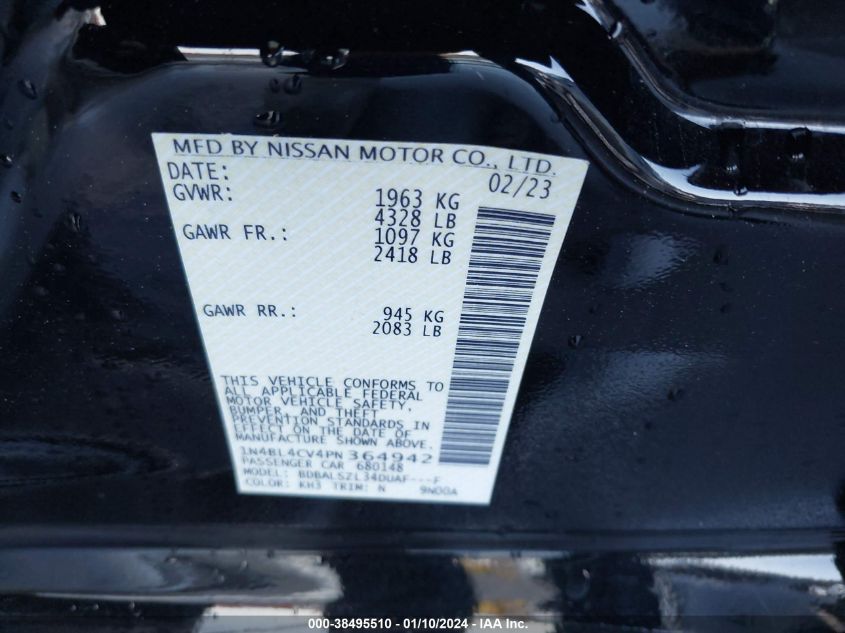 MFD BY NISSAN MOTOR CO., LTD.
DATE: 02/23
GVWR: 1963 KG
4328 LB
GAWR FR.: 1097 KG
2418 LB
GAWR RR.: 945 KG
2083 LB
THIS VEHICLE CONFORMS TO
ALL APPLICABLE FEDERAL
MOTOR VEHICLE SAFETY,
BUMPER, AND THEFT
PREVENTION STANDARDS IN
EFFECT ON THE DATE OF
MANUFACTURE SHOWN ABOVE.
1N4BL4CV4PN364942
PASSENGER CAR 680148
MODEL: BDBALSZL34DUAF---F
COLOR: KH3 TRIM: N 9N00A
000-38495510 - 01/10/2024 - IAA Inc.